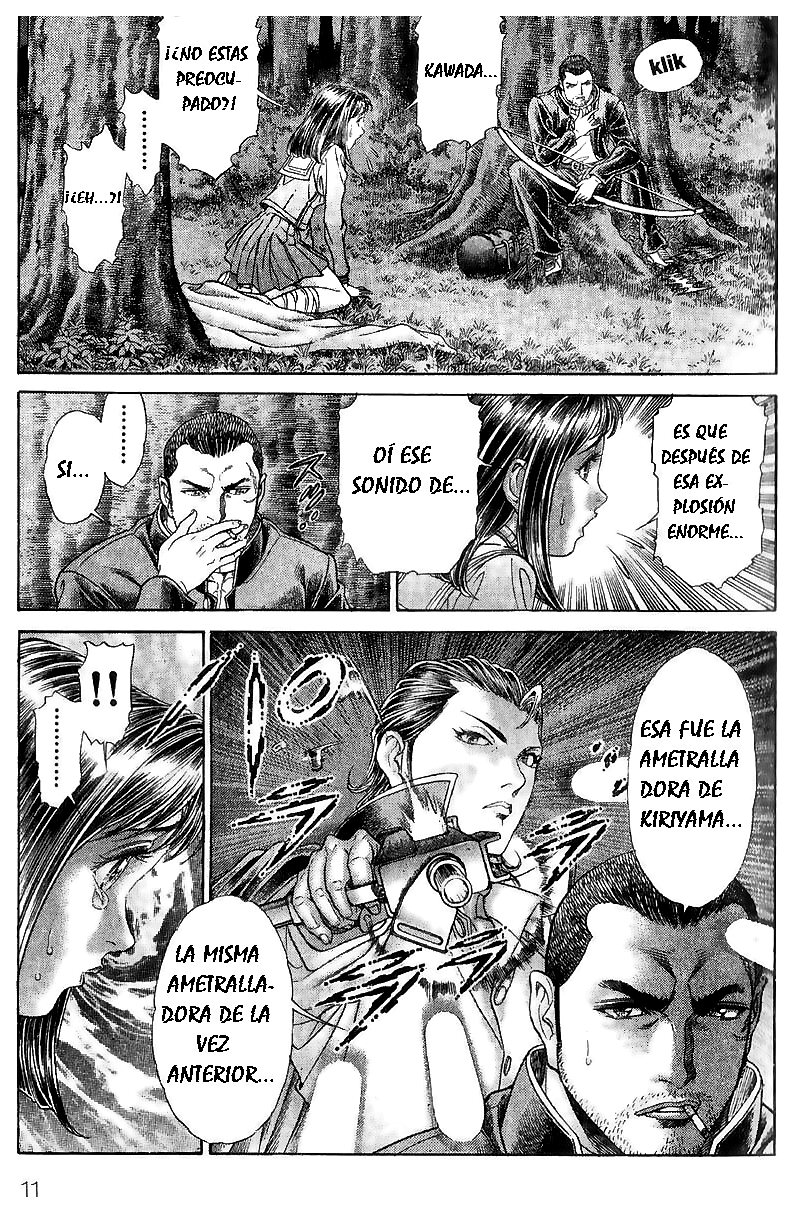 klik
KAWADA...
¡¿NO ESTAS
PREOCU-
PADO?!
........
¡¿EH...?!
ES QUE
DESPUÉS DE
ESA EX-
PLOSIÓN
ENORME...
OÍ ESE
SONIDO DE...
........
SI...
ESA FUE LA
AMETRALLA
DORA DE
KIRIYAMA...
LA MISMA
AMETRALLA-
DORA DE LA
VEZ
ANTERIOR...
!!
........
11